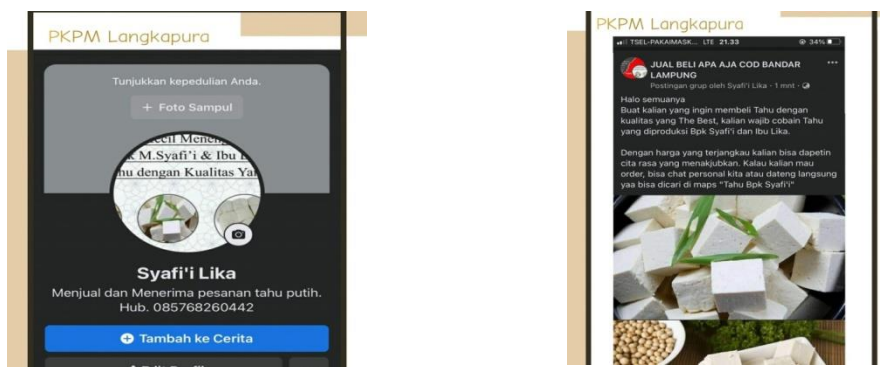 PKPM Langkapura
Tunjukkan kepedulian Anda.
+ Foto Sampul
M.Syafi'i & Ibu
hu dengan Kualitas
Syafi'i Lika
Menjual dan Menerima pesanan tahu putih.
Hub. 085768260442
Tambah ke Cerita
PKPM Langkapura
TSEL-PAKAIMASK... LTE 21.33 34%
JUAL BELI APA AJA COD BANDAR
LAMPUNG
Postingan grup oleh Syafi'i Lika · 1 mnt ·
Halo semuanya
Buat kalian yang ingin membeli Tahu dengan
kualitas yang The Best, kalian wajib cobain Tahu
yang diproduksi Bpk Syafi'i dan Ibu Lika.
Dengan harga yang terjangkau kalian bisa dapetin
cita rasa yang menakjubkan. Kalau kalian mau
order, bisa chat personal kita atau dateng langsung
yaa bisa dicari di maps "Tahu Bpk Syafi'i"